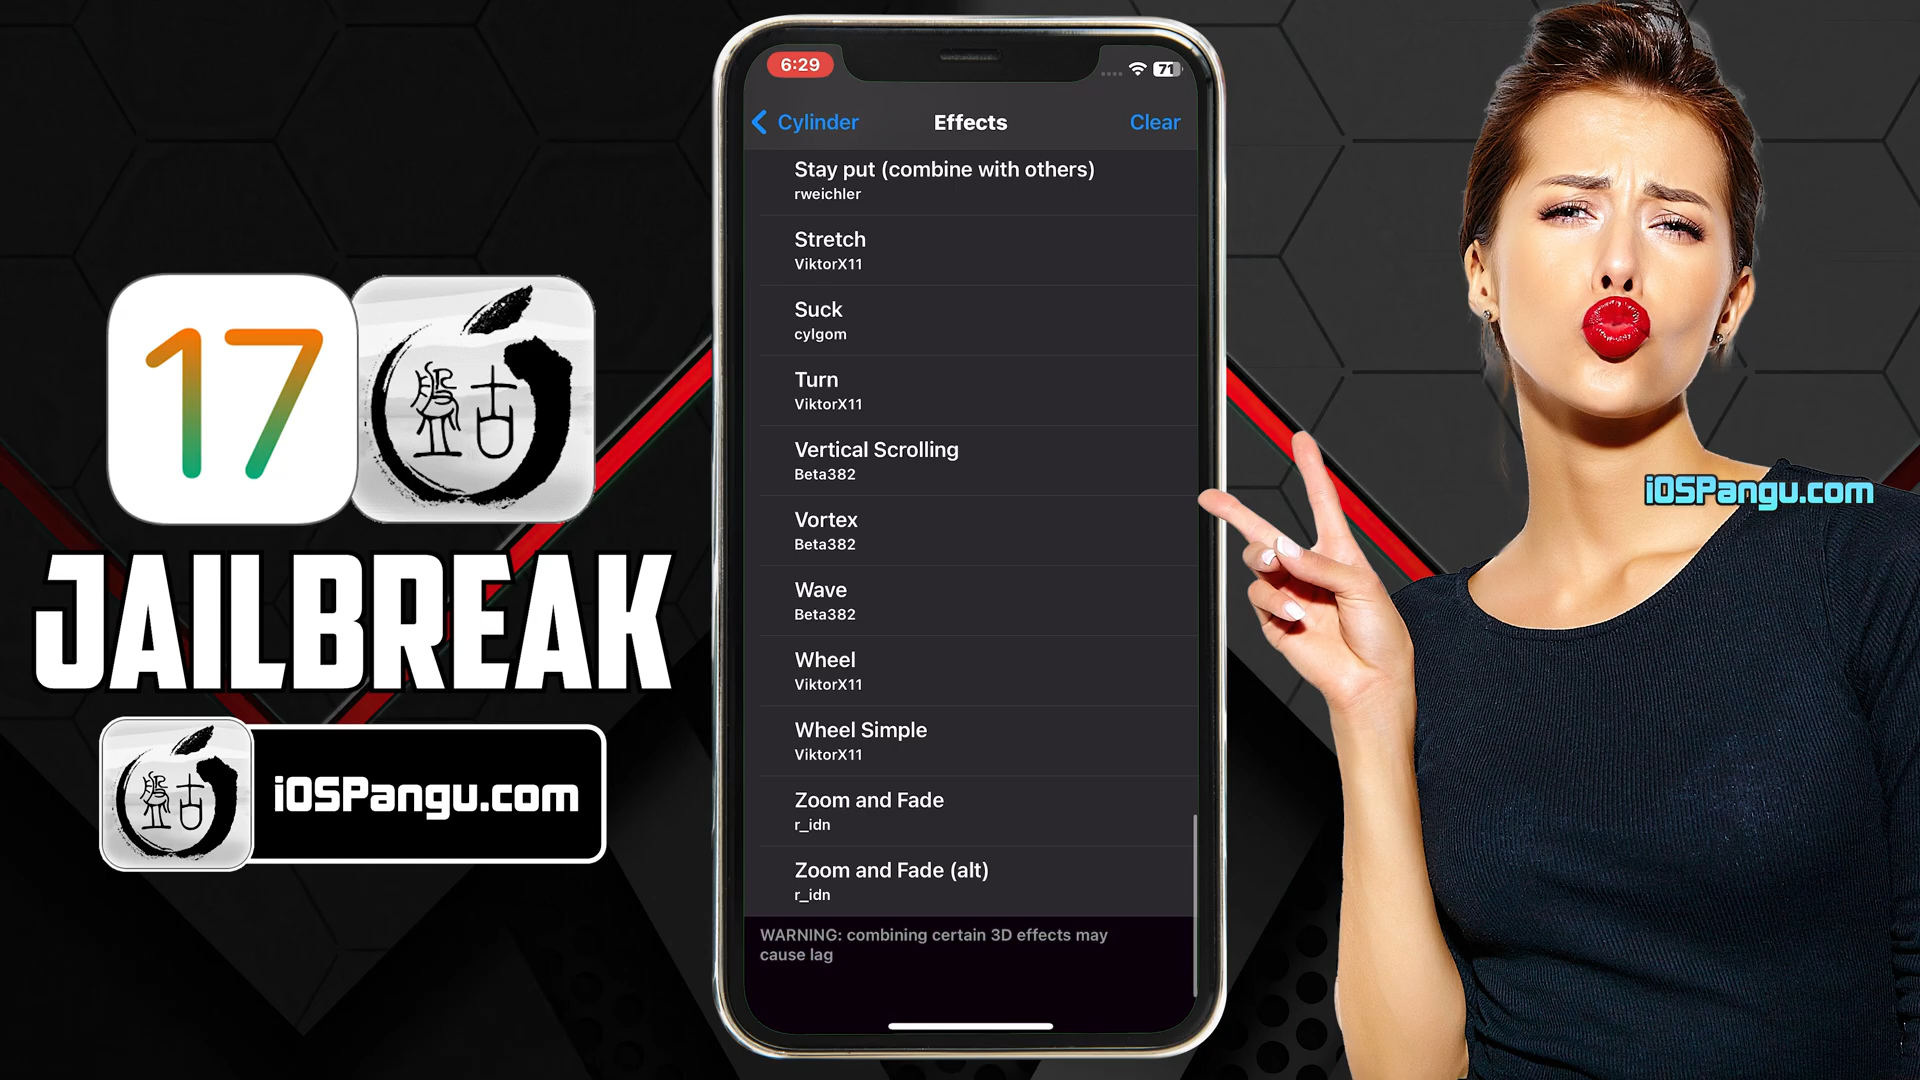 17
盤古
JAILBREAK
盤古
iOSPangu.com
6:29
71
Cylinder
Effects
Clear
Stay put (combine with others)
rweichler
Stretch
ViktorX11
Suck
cylgom
Turn
ViktorX11
Vertical Scrolling
Beta382
Vortex
Beta382
Wave
Beta382
Wheel
ViktorX11
Wheel Simple
ViktorX11
Zoom and Fade
r_idn
Zoom and Fade (alt)
r_idn
WARNING: combining certain 3D effects may
cause lag
iOSPangu.com